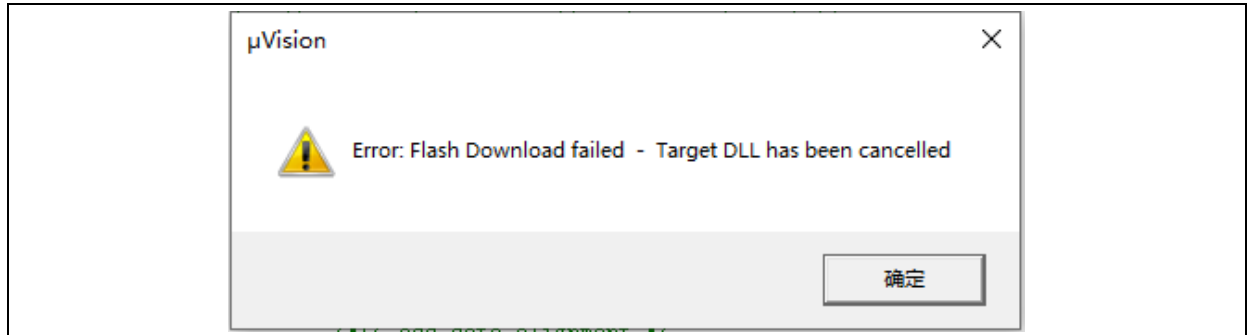 µVision
Error: Flash Download failed - Target DLL has been cancelled
确定